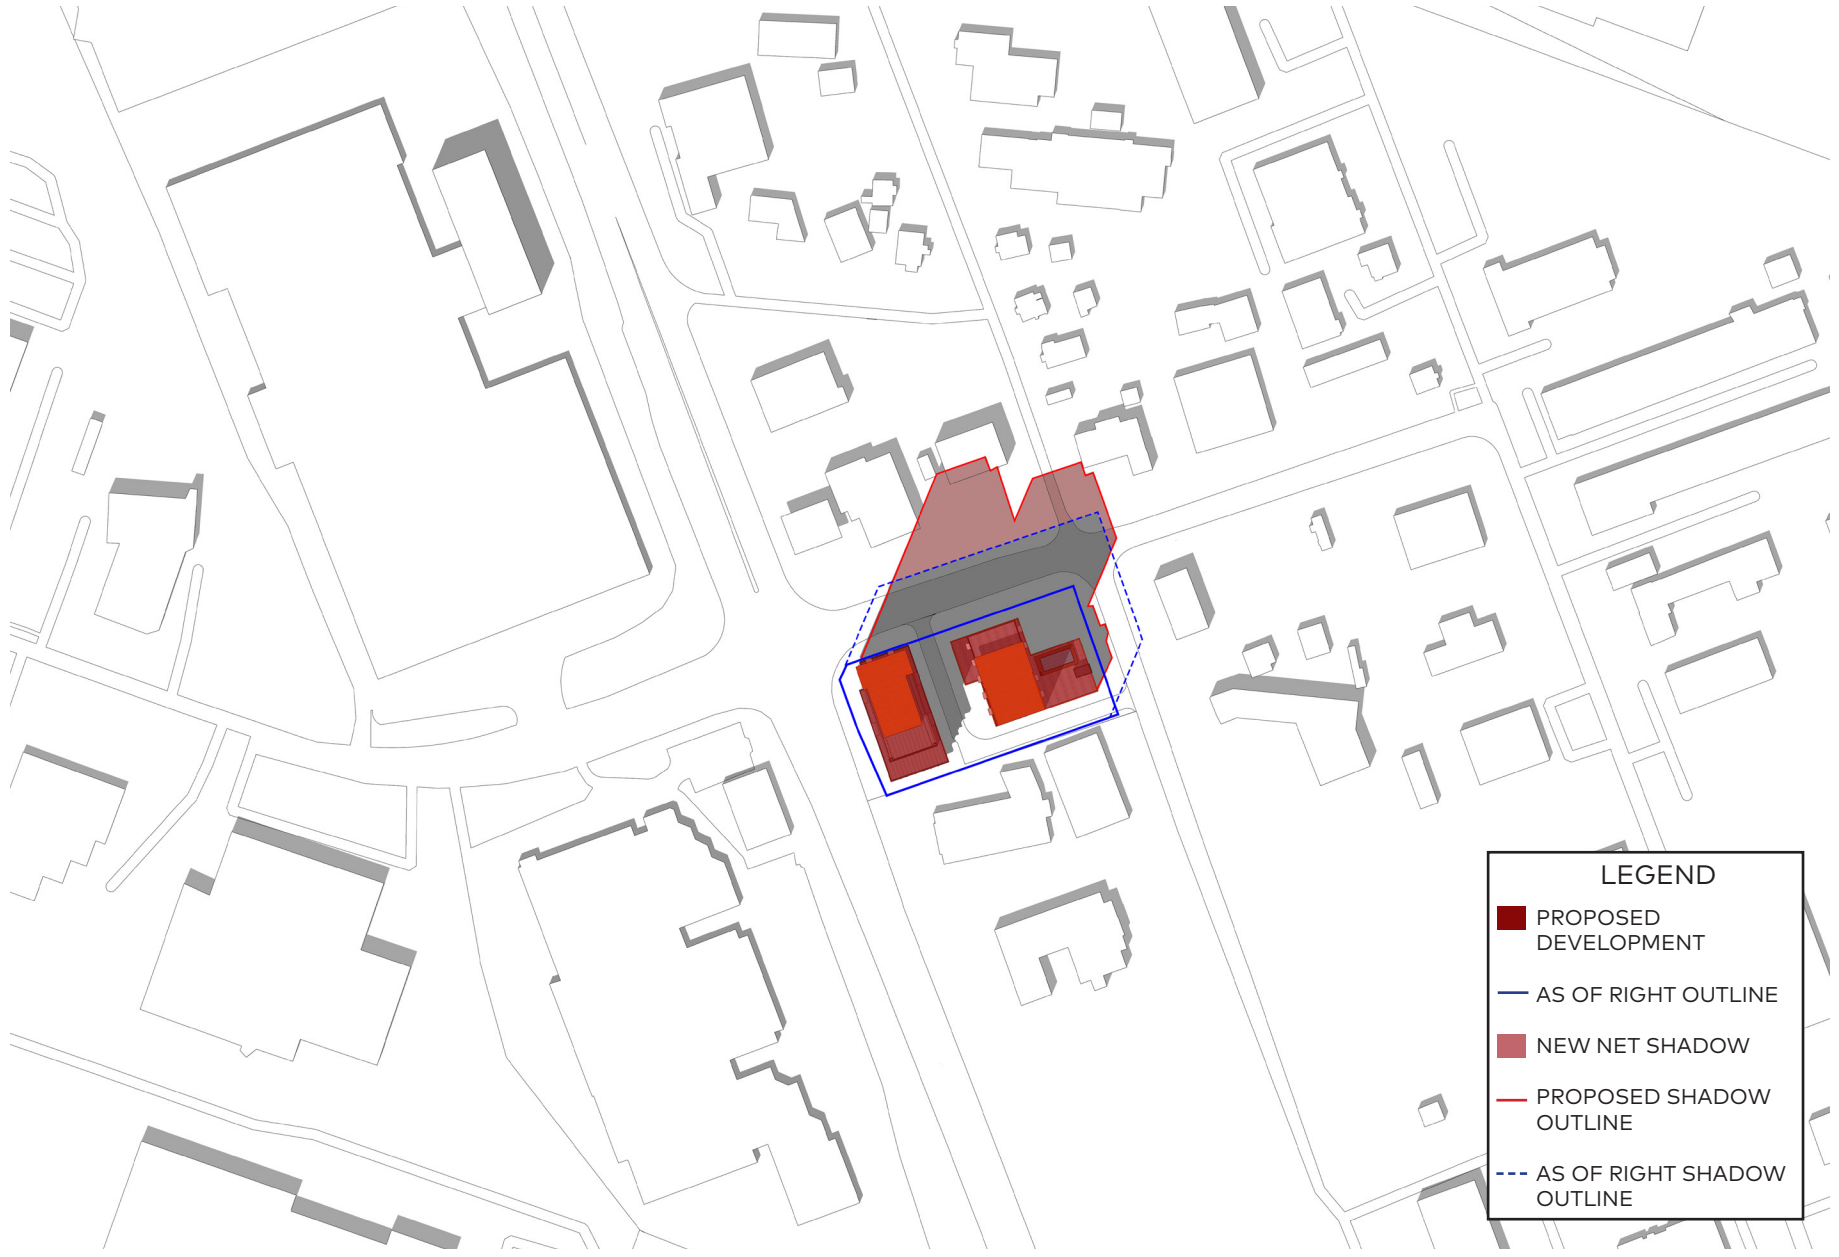 LEGEND
PROPOSED
DEVELOPMENT
AS OF RIGHT OUTLINE
NEW NET SHADOW
PROPOSED SHADOW
OUTLINE
AS OF RIGHT SHADOW
OUTLINE